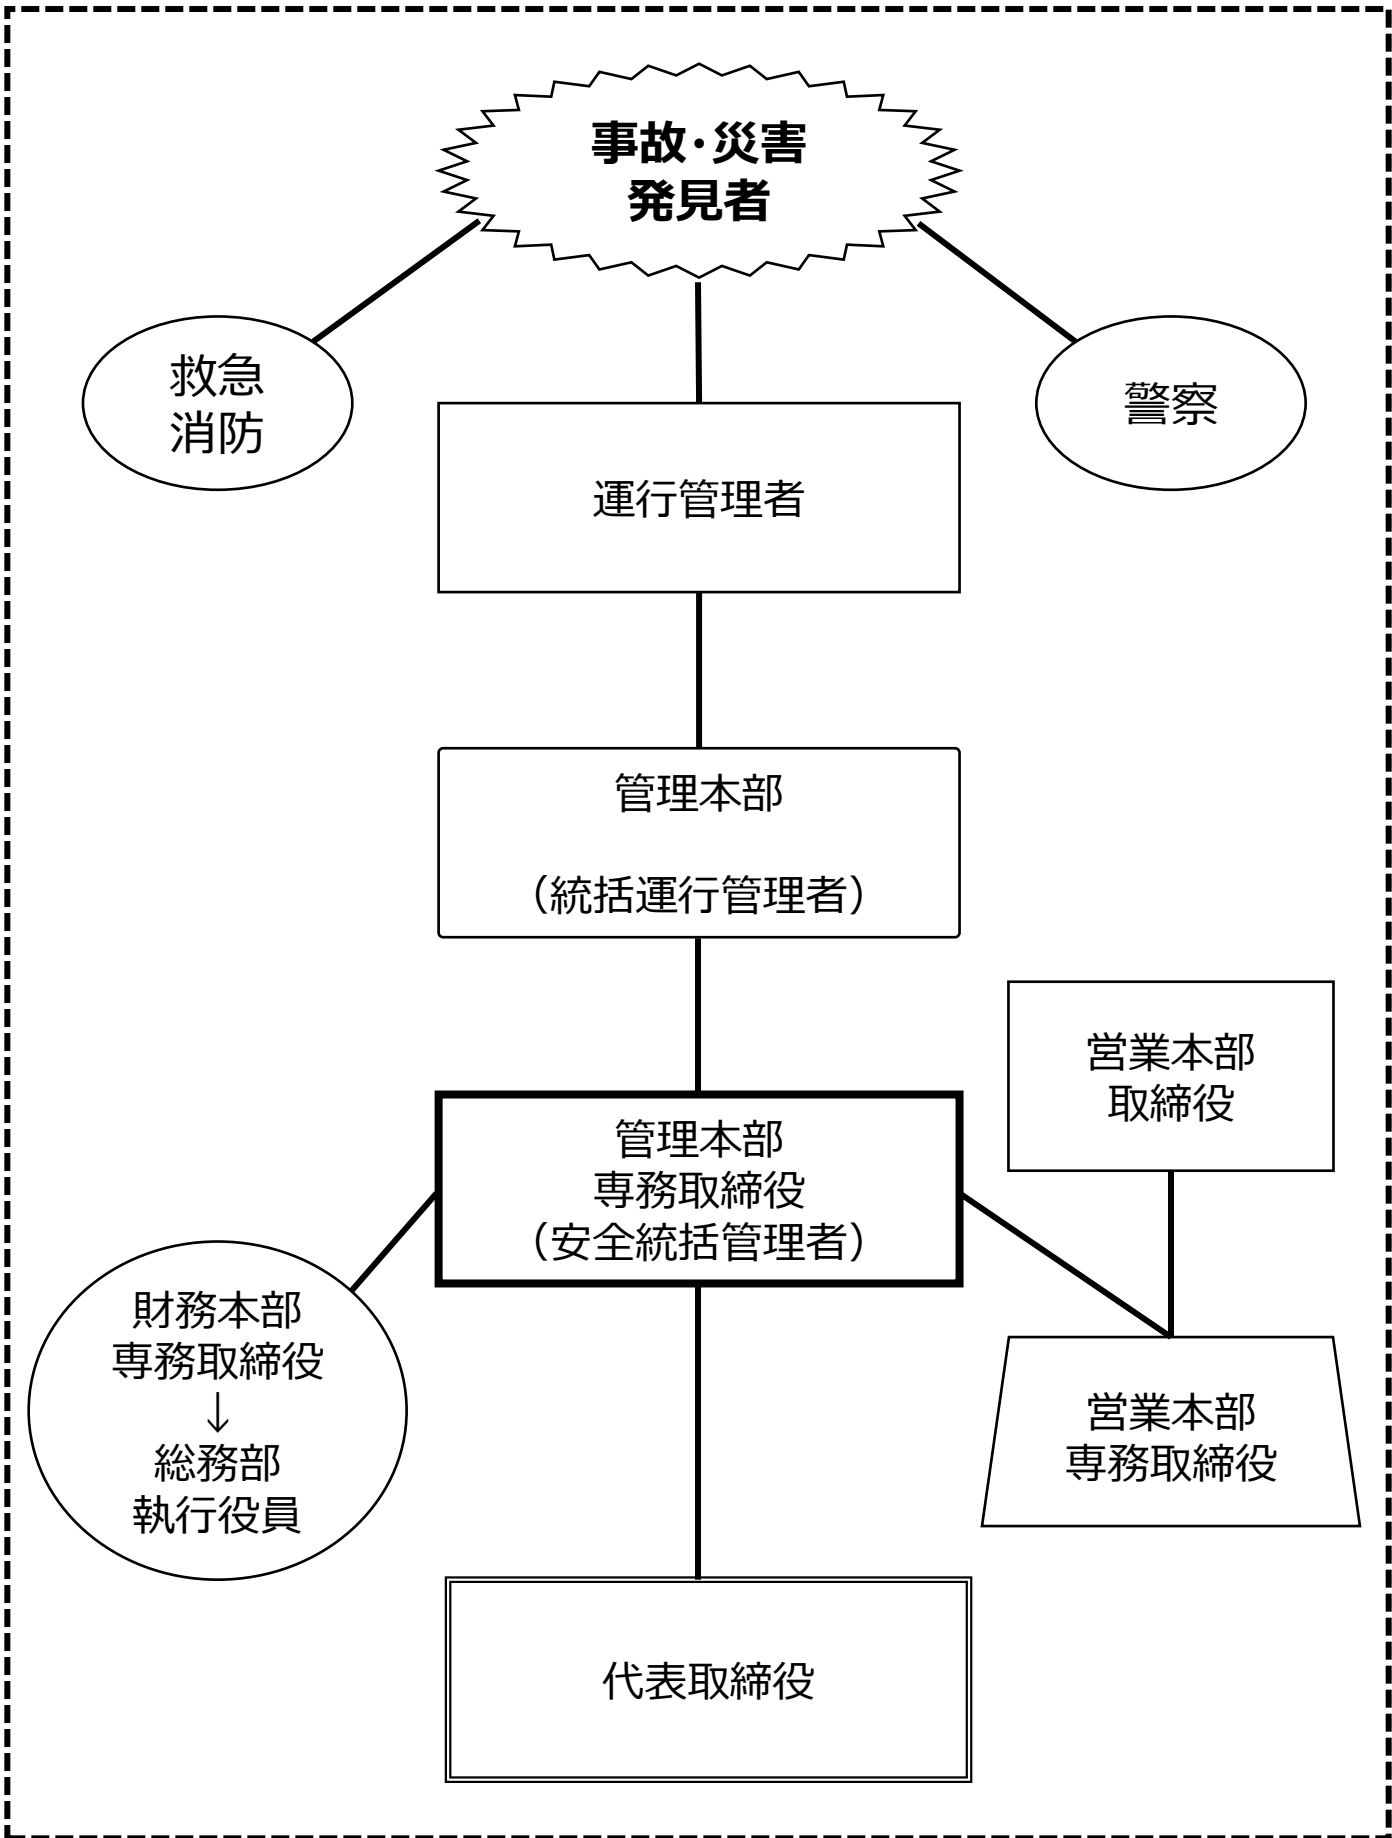 事故・災害
発見者
救急
消防
警察
運行管理者
管理本部
（統括運行管理者）
営業本部
取締役
管理本部
専務取締役
（安全統括管理者）
財務本部
専務取締役
↓
総務部
執行役員
営業本部
専務取締役
代表取締役